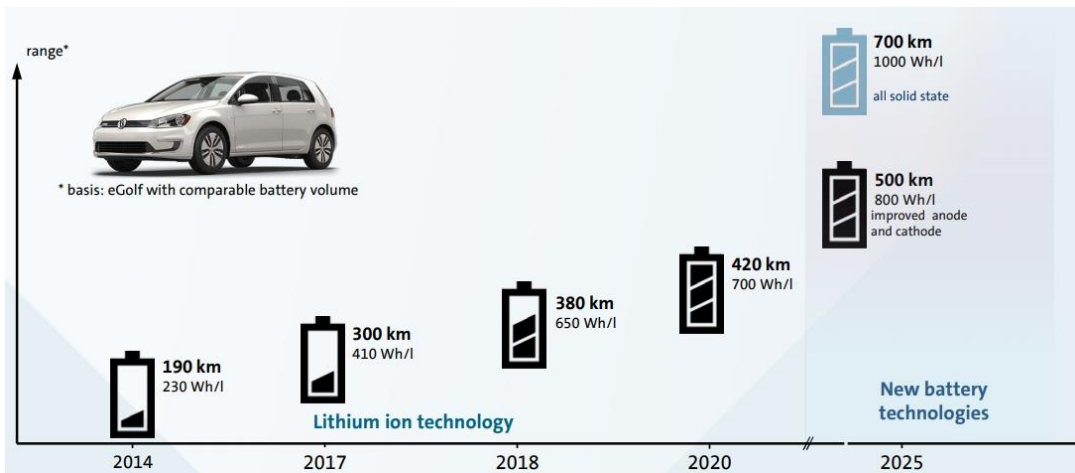 range*
* basis: eGolf with comparable battery volume
700 km
1000 Wh/l
all solid state
500 km
800 Wh/l
improved anode
and cathode
420 km
700 Wh/l
380 km
650 Wh/l
300 km
410 Wh/l
190 km
230 Wh/l
Lithium ion technology
New battery
technologies
2014
2017
2018
2020
2025